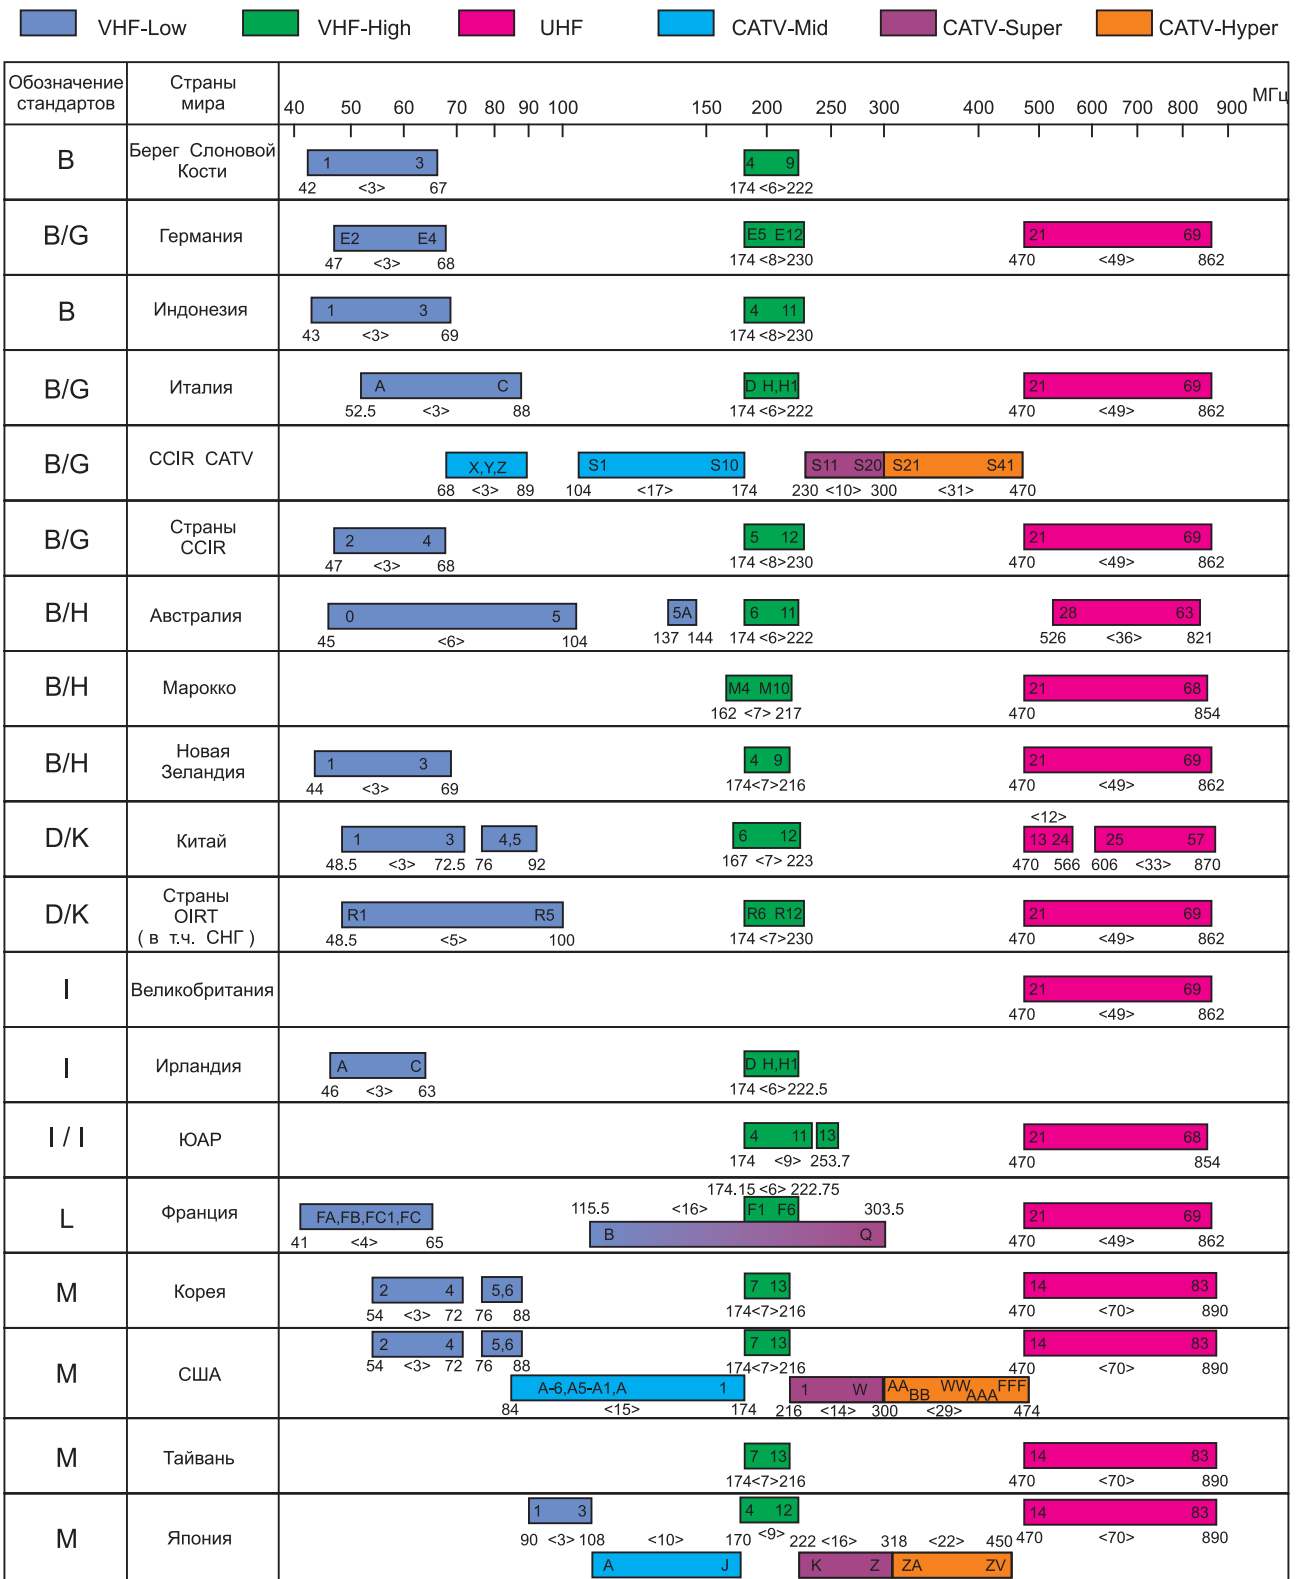 VHF-Low VHF-High UHF CATV-Mid CATV-Super CATV-Hyper
Обозначение стандартов
Страны мира
40 50 60 70 80 90 100 150 200 250 300 400 500 600 700 800 900 МГц
B
Берег Слоновой
Кости
1 3 4 9
42 <3> 67 174 <6>222
B/G
Германия
E2 E4 E5 E12 21 69
47 <3> 68 174 <8>230 470 <49> 862
B
Индонезия
1 3 4 11
43 <3> 69 174 <8>230
B/G
Италия
A C D H,H1 21 69
52.5 <3> 88 174 <6>222 470 <49> 862
B/G
CCIR CATV
X,Y,Z S1 S10 S11 S20 S21 S41
68 <3> 89 104 <17> 174 230 <10> 300 <31> 470
B/G
Страны
CCIR
2 4 5 12 21 69
47 <3> 68 174 <8>230 470 <49> 862
B/H
Австралия
0 5 5A 6 11 28 63
45 <6> 104 137 144 174 <6>222 526 <36> 821
B/H
Марокко
M4 M10 21 68
162 <7> 217 470 854
B/H
Новая
Зеландия
1 3 4 9 21 69
44 <3> 69 174<7>216 470 <49> 862
D/K
Китай
<12>
1 3 4,5 6 12 13 24 25 57
48.5 <3> 72.5 76 92 167 <7> 223 470 566 606 <33> 870
D/K
Страны
OIRT
( в т.ч. СНГ )
R1 R5 R6 R12 21 69
48.5 <5> 100 174 <7>230 470 <49> 862
I
Великобритания
21 69
470 <49> 862
I
Ирландия
A C D H,H1
46 <3> 63 174 <6>222.5
I / I
ЮАР
4 11 13 21 68
174 <9> 253.7 470 854
L
Франция
174.15 <6> 222.75
115.5 <16> 303.5
FA,FB,FC1,FC F1 F6 21 69
B Q
41 <4> 65 470 <49> 862
M
Корея
2 4 5,6 7 13 14 83
54 <3> 72 76 88 174<7>216 470 <70> 890
M
США
2 4 5,6 7 13 14 83
54 <3> 72 76 88 174<7>216 470 <70> 890
A-6,A5-A1,A 1 1 W AA BB WW AAA FFF
84 <15> 174 216 <14> 300 <29> 474
M
Тайвань
7 13 14 83
174<7>216 470 <70> 890
M
Япония
1 3 4 12 14 83
90 <3> 108 <10> 170 <9> 222 <16> 318 <22> 450 470 <70> 890
A J K Z ZA ZV